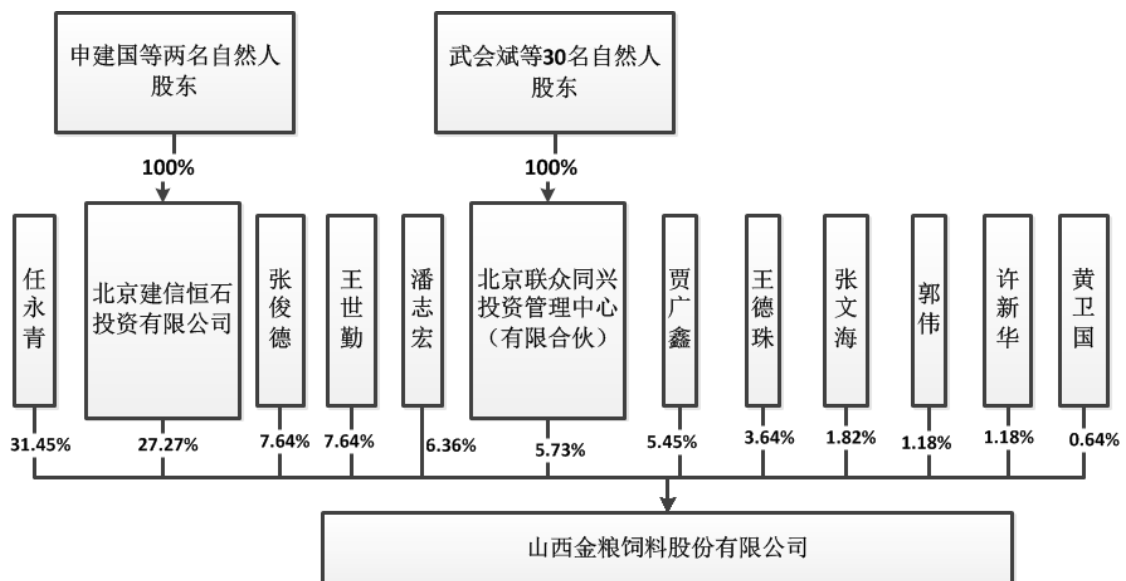 申建国等两名自然人
股东
武会斌等30名自然人
股东
100%
100%
任永青
北京建信恒石
投资有限公司
张俊德
王世勤
潘志宏
北京联众同兴
投资管理中心
（有限合伙）
贾广鑫
王德珠
张文海
郭伟
许新华
黄卫国
31.45%
27.27%
7.64%
7.64%
6.36%
5.73%
5.45%
3.64%
1.82%
1.18%
1.18%
0.64%
山西金粮饲料股份有限公司